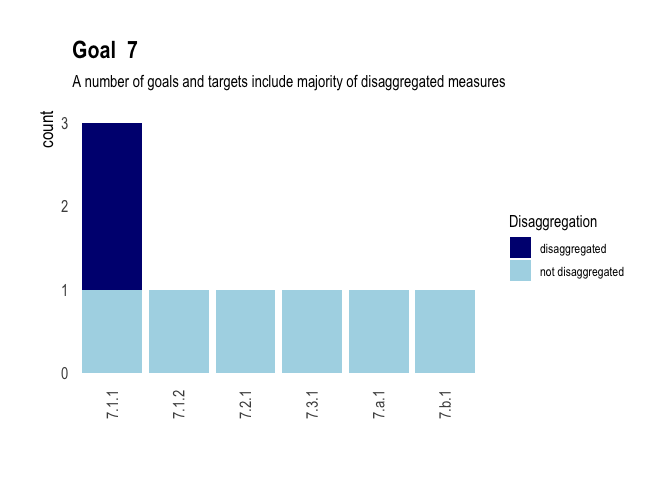 Goal 7
A number of goals and targets include majority of disaggregated measures
count
3
2
1
0
7.1.1
7.1.2
7.2.1
7.3.1
7.a.1
7.b.1
Disaggregation
disaggregated
not disaggregated